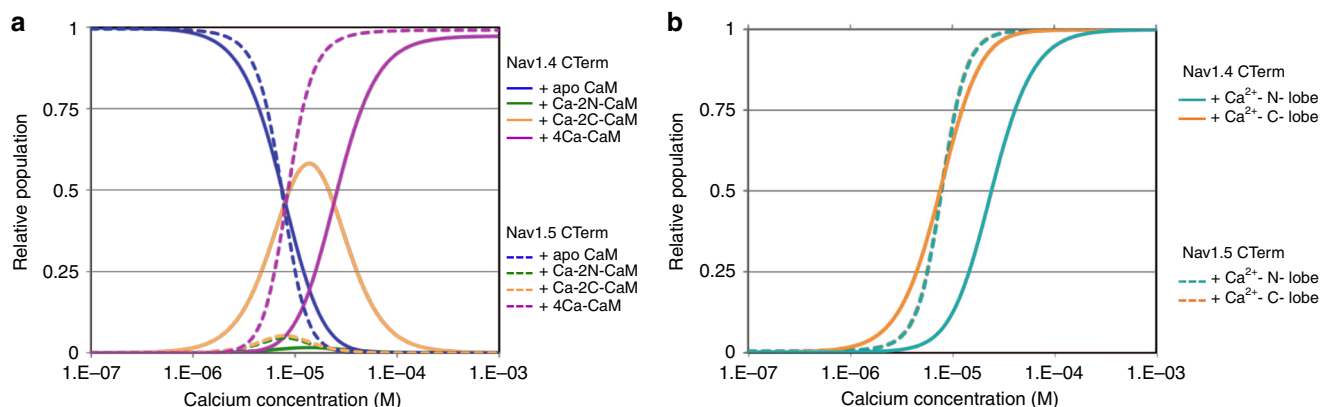 a
1
0.75
0.5
0.25
0
Relative population
1.E–07
1.E–06
1.E–05
1.E–04
1.E–03
Calcium concentration (M)
Nav1.4 CTerm
+ apo CaM
+ Ca-2N-CaM
+ Ca-2C-CaM
+ 4Ca-CaM
Nav1.5 CTerm
+ apo CaM
+ Ca-2N-CaM
+ Ca-2C-CaM
+ 4Ca-CaM
b
1
0.75
0.5
0.25
0
Relative population
1.E–07
1.E–06
1.E–05
1.E–04
1.E–03
Calcium concentration (M)
Nav1.4 CTerm
+ Ca²⁺- N- lobe
+ Ca²⁺- C- lobe
Nav1.5 CTerm
+ Ca²⁺- N- lobe
+ Ca²⁺- C- lobe